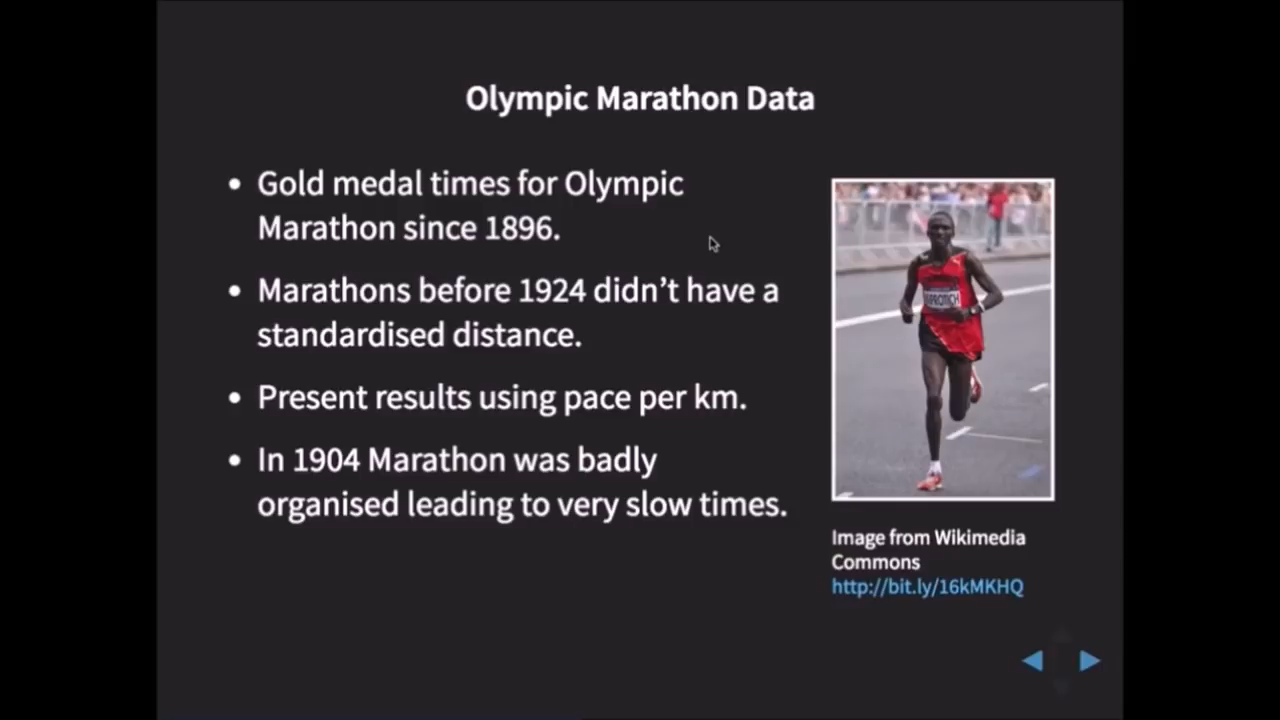 Olympic Marathon Data
• Gold medal times for Olympic
Marathon since 1896.
• Marathons before 1924 didn't have a
standardised distance.
• Present results using pace per km.
• In 1904 Marathon was badly
organised leading to very slow times.
Image from Wikimedia
Commons
http://bit.ly/16kMKHQ